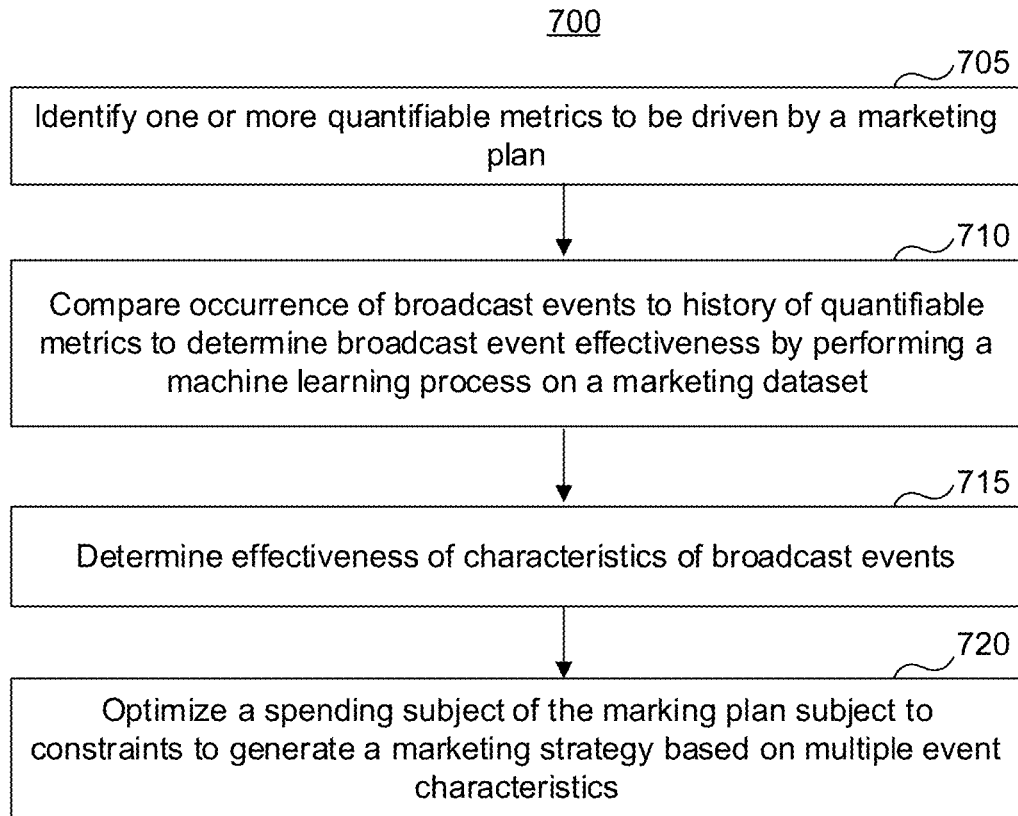 700
705
Identify one or more quantifiable metrics to be driven by a marketing
plan
710
Compare occurrence of broadcast events to history of quantifiable
metrics to determine broadcast event effectiveness by performing a
machine learning process on a marketing dataset
715
Determine effectiveness of characteristics of broadcast events
720
Optimize a spending subject of the marking plan subject to
constraints to generate a marketing strategy based on multiple event
characteristics